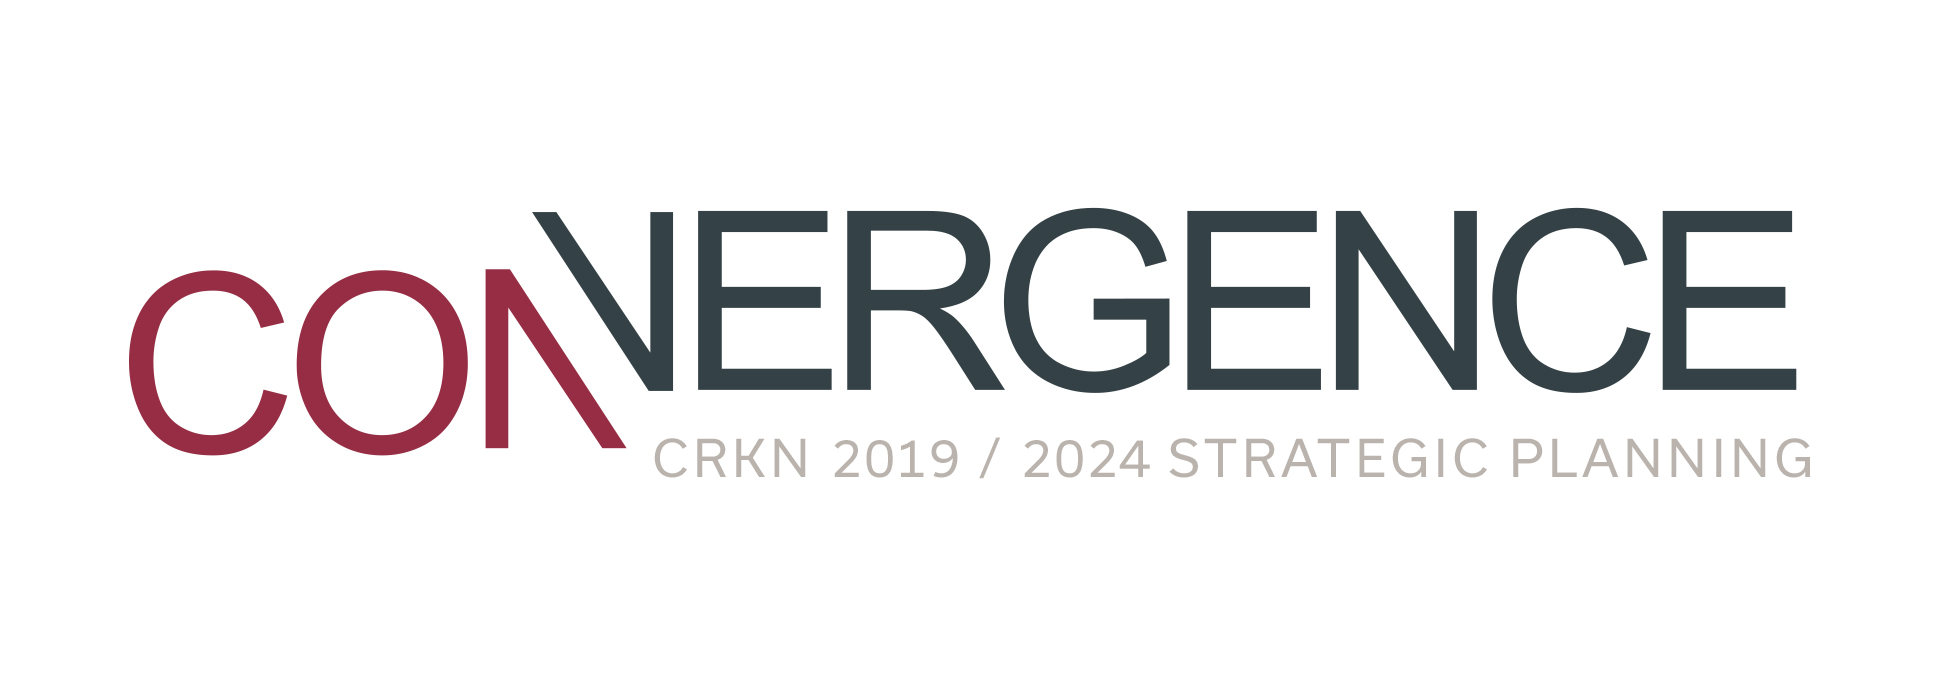 CONVERGENCE
CRKN 2019 / 2024 STRATEGIC PLANNING